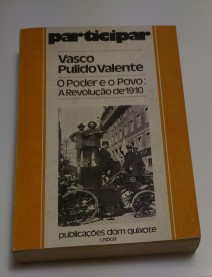 participar
Vasco
Pulido Valente
O Poder e o Povo:
A Revolução de 1910
publicações dom quixote
LISBOA